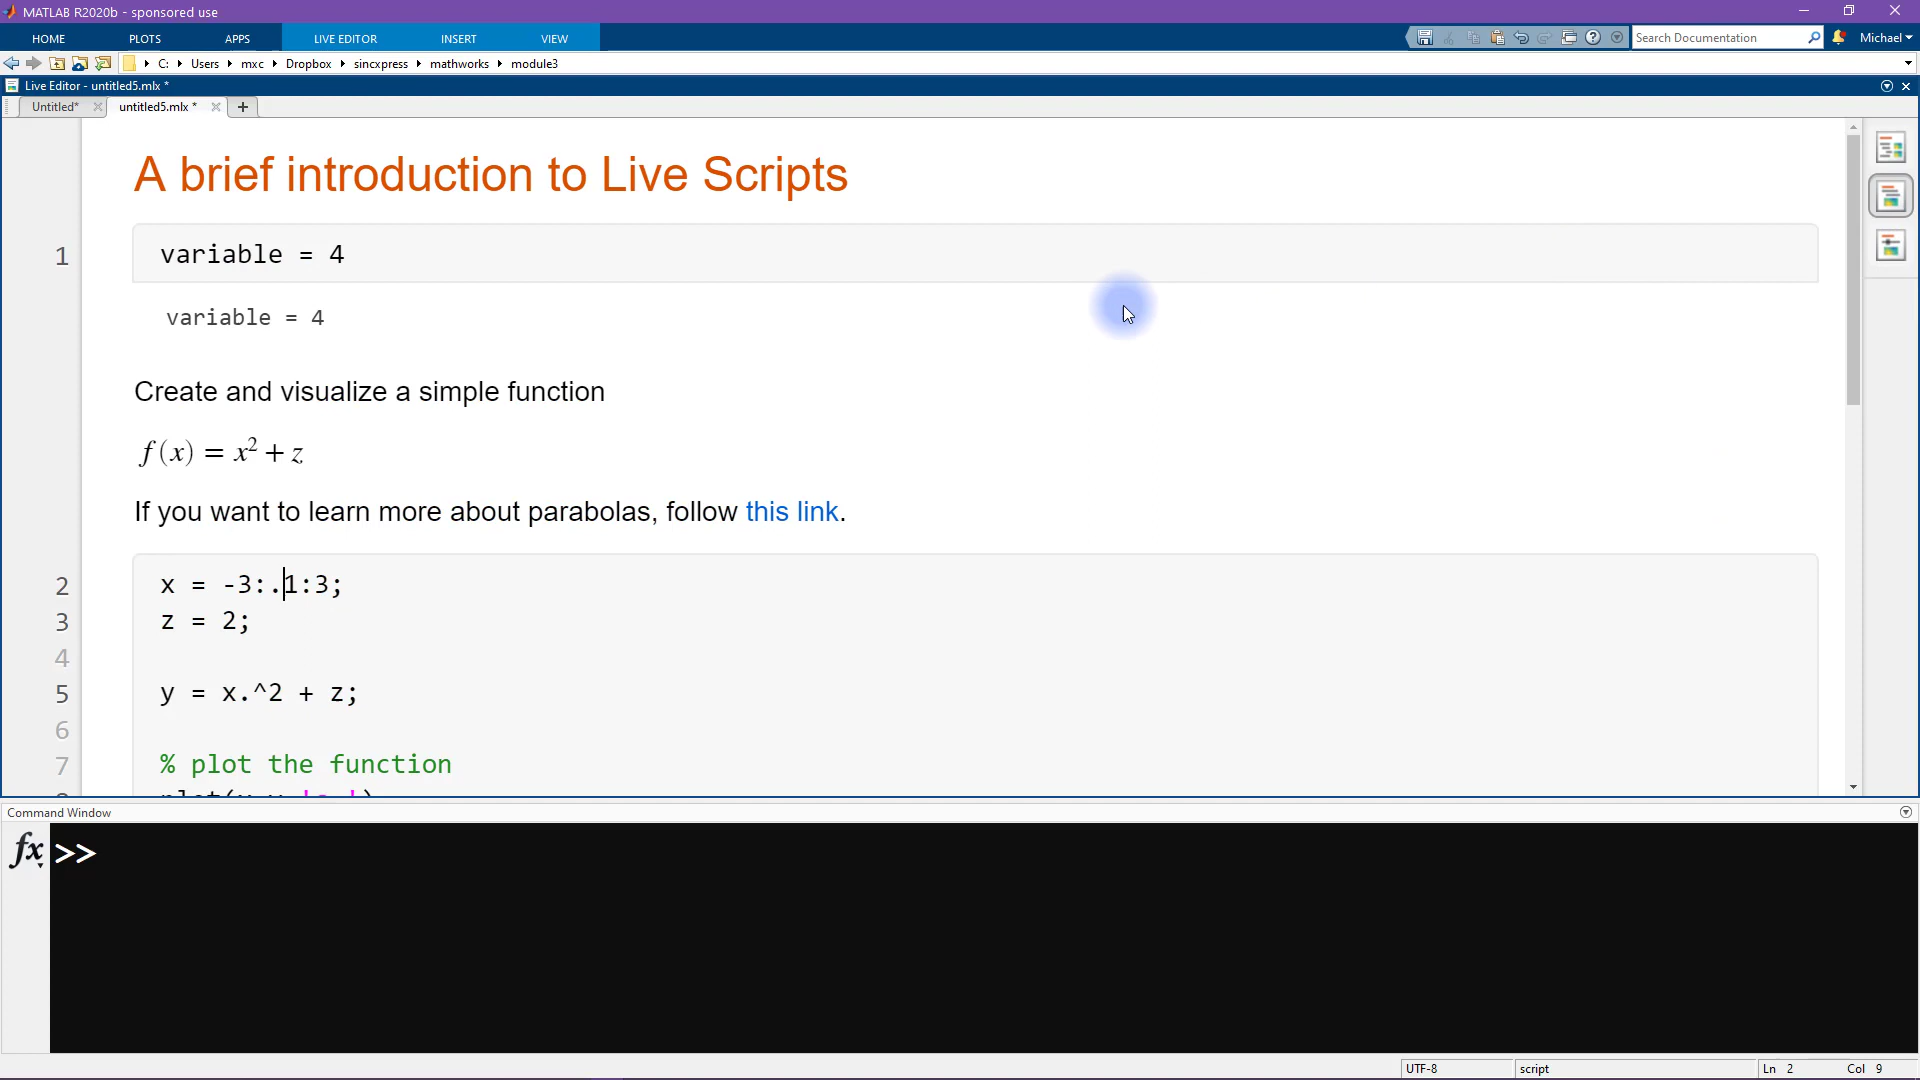 MATLAB R2020b - sponsored use
HOME PLOTS APPS LIVE EDITOR INSERT VIEW Search Documentation Michael
C: Users mxc Dropbox sincxpress mathworks module3
Live Editor - untitled5.mlx *
Untitled* untitled5.mlx * +
A brief introduction to Live Scripts
1 variable = 4
variable = 4
Create and visualize a simple function
f(x) = x² + z
If you want to learn more about parabolas, follow this link.
2 x = -3:.1:3;
3 z = 2;
4
5 y = x.^2 + z;
6
7 % plot the function
Command Window
fx >>
UTF-8 script Ln 2 Col 9